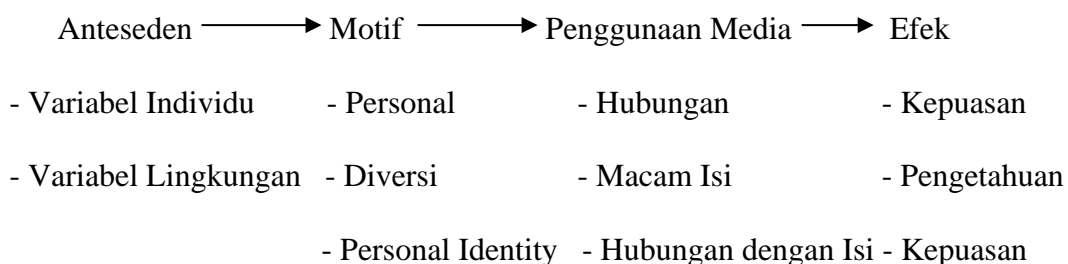 Anteseden Motif Penggunaan Media Efek
- Variabel Individu - Personal - Hubungan - Kepuasan
- Variabel Lingkungan - Diversi - Macam Isi - Pengetahuan
- Personal Identity - Hubungan dengan Isi - Kepuasan